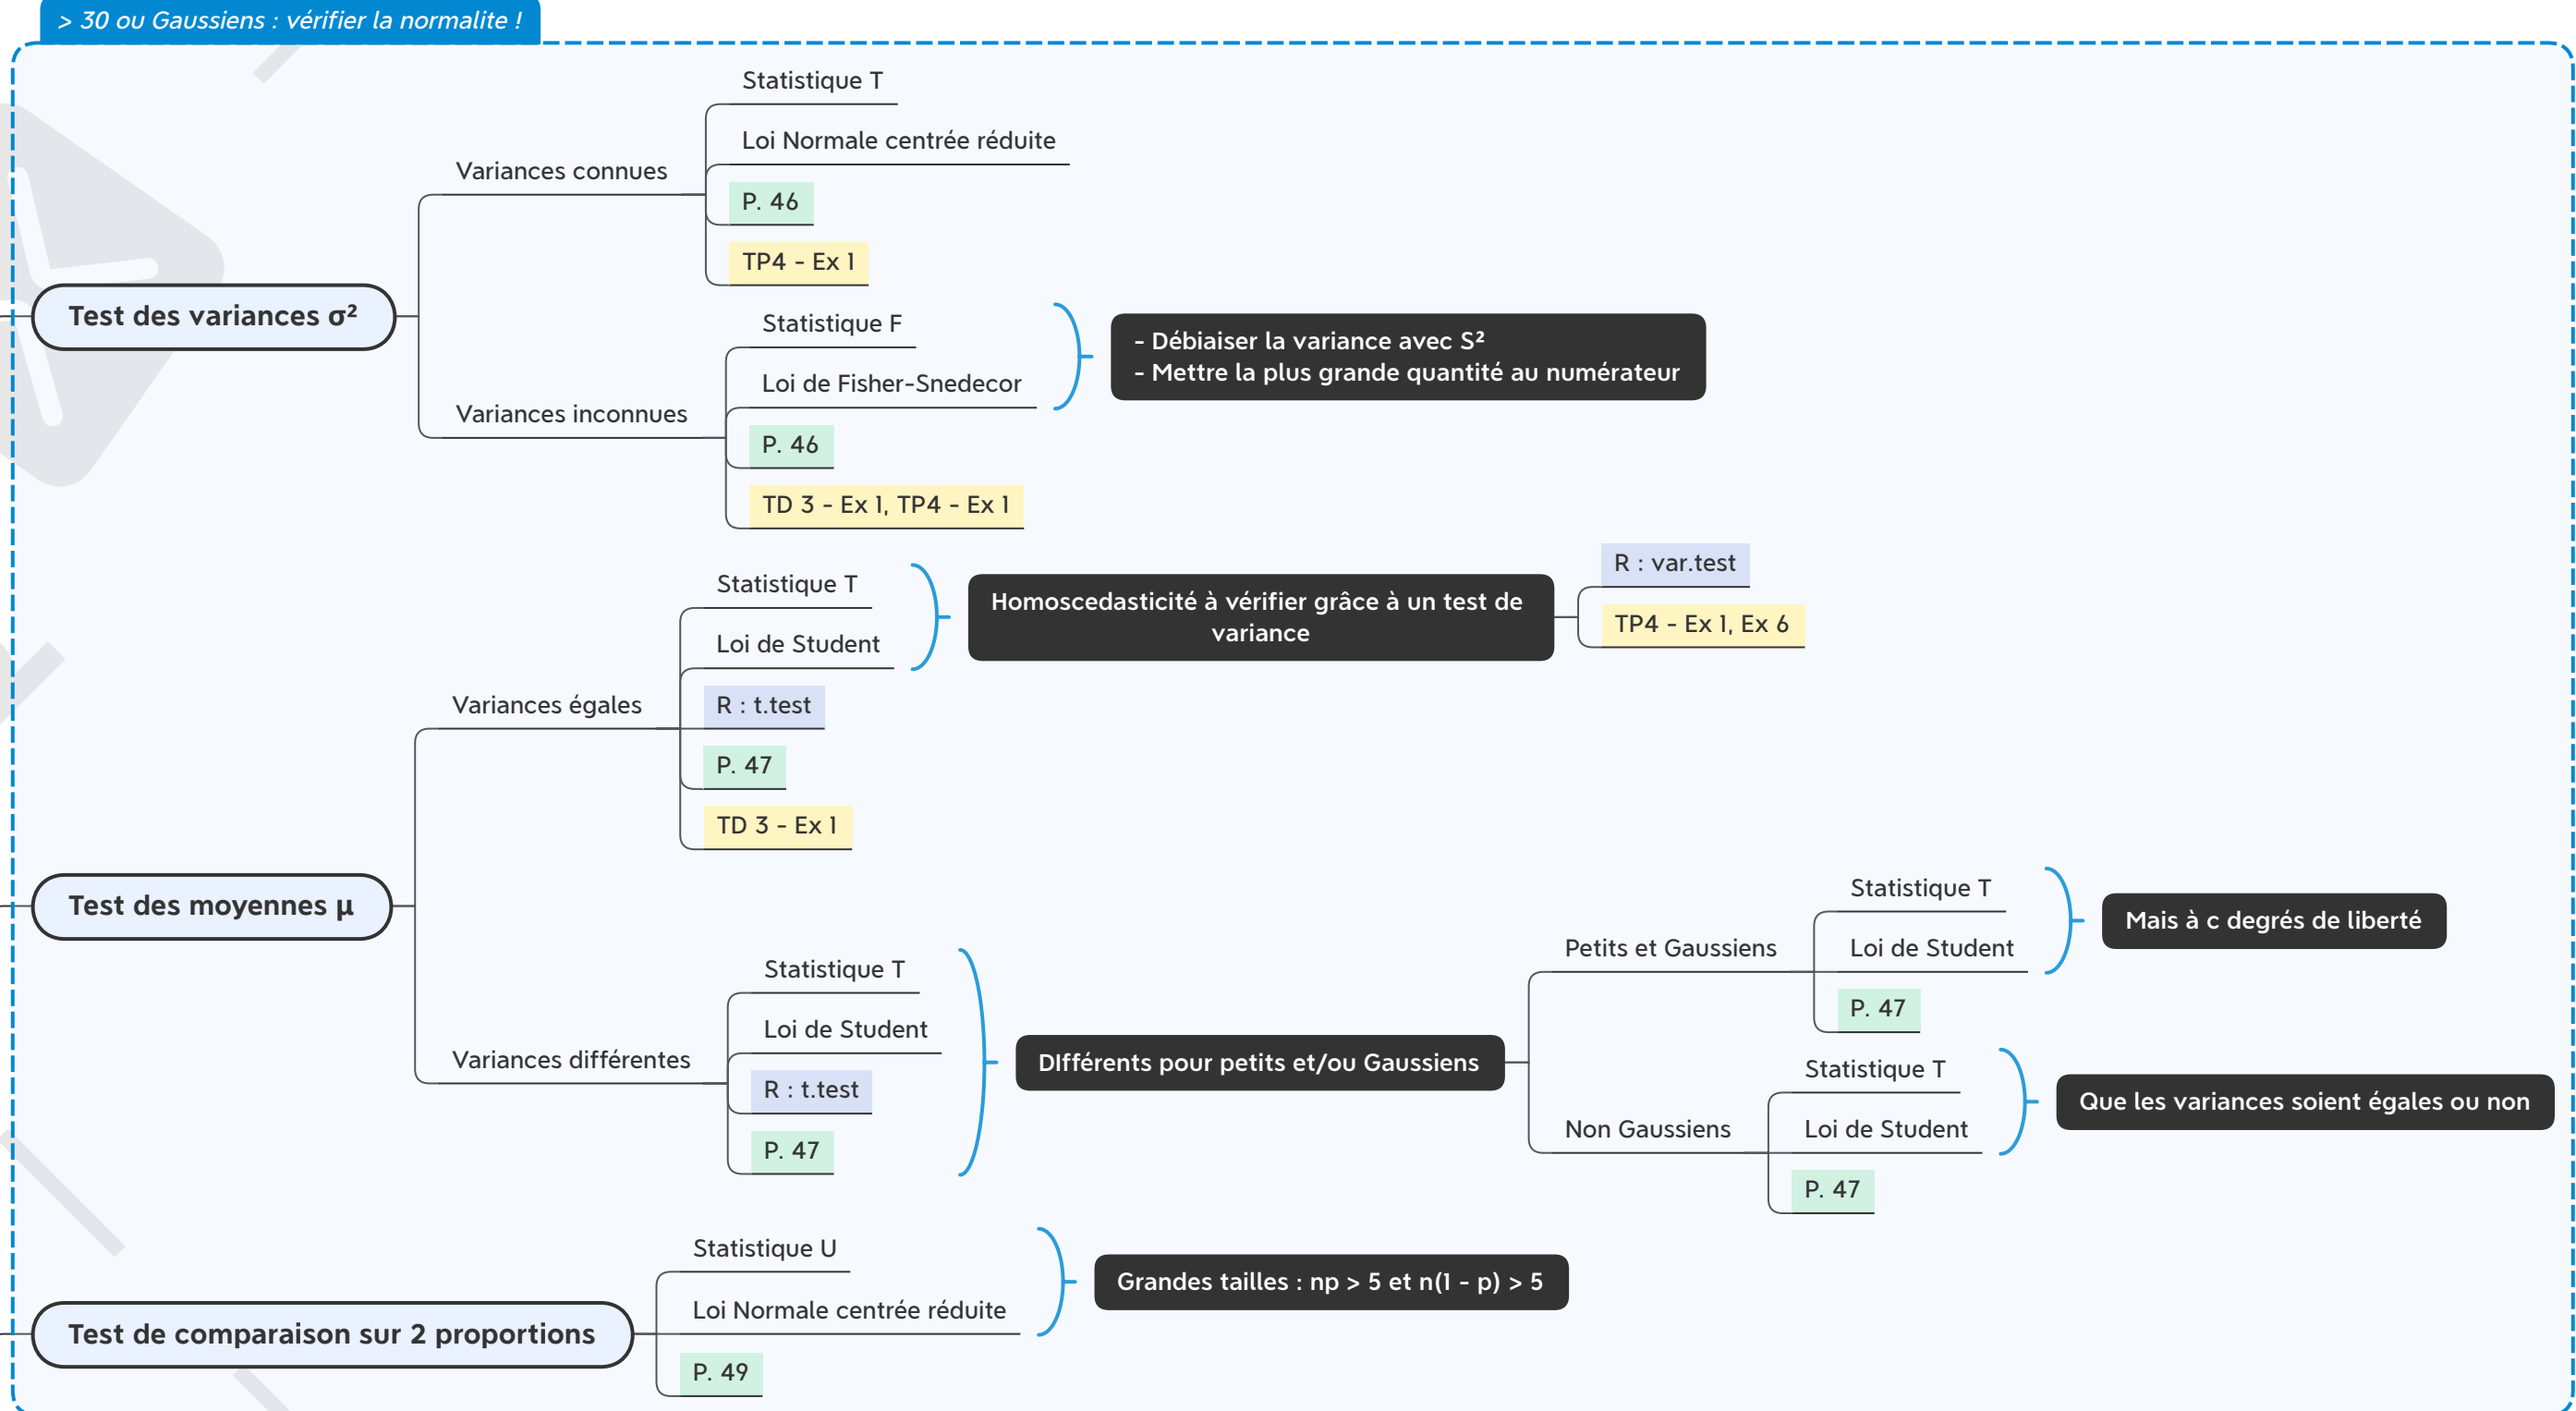 > 30 ou Gaussiens : vérifier la normalite !
Test des variances σ²
Variances connues
Statistique T
Loi Normale centrée réduite
P. 46
TP4 - Ex 1
Variances inconnues
Statistique F
Loi de Fisher-Snedecor
- Débiaiser la variance avec S²
- Mettre la plus grande quantité au numérateur
P. 46
TD 3 - Ex 1, TP4 - Ex 1
Test des moyennes µ
Variances égales
Statistique T
Loi de Student
Homoscedasticité à vérifier grâce à un test de
variance
R : var.test
TP4 - Ex 1, Ex 6
R : t.test
P. 47
TD 3 - Ex 1
Variances différentes
Statistique T
Loi de Student
R : t.test
P. 47
DIfférents pour petits et/ou Gaussiens
Petits et Gaussiens
Statistique T
Loi de Student
Mais à c degrés de liberté
P. 47
Non Gaussiens
Statistique T
Loi de Student
Que les variances soient égales ou non
P. 47
Test de comparaison sur 2 proportions
Statistique U
Loi Normale centrée réduite
Grandes tailles : np > 5 et n(1 - p) > 5
P. 49